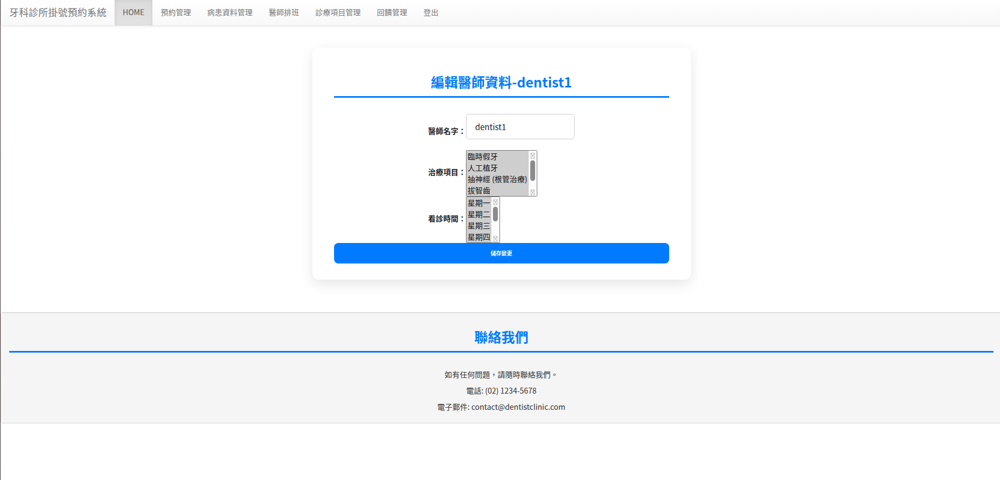 牙科診所掛號預約系統 HOME 預約管理 病患資料管理 醫師排班 診療項目管理 回饋管理 登出
編輯醫師資料-dentist1
醫師名字： dentist1
治療項目：
臨時假牙
人工植牙
抽神經 (根管治療)
拔智齒
看診時間：
星期一
星期二
星期三
星期四
儲存變更
聯絡我們
如有任何問題，請隨時聯絡我們。
電話: (02) 1234-5678
電子郵件: contact@dentistclinic.com